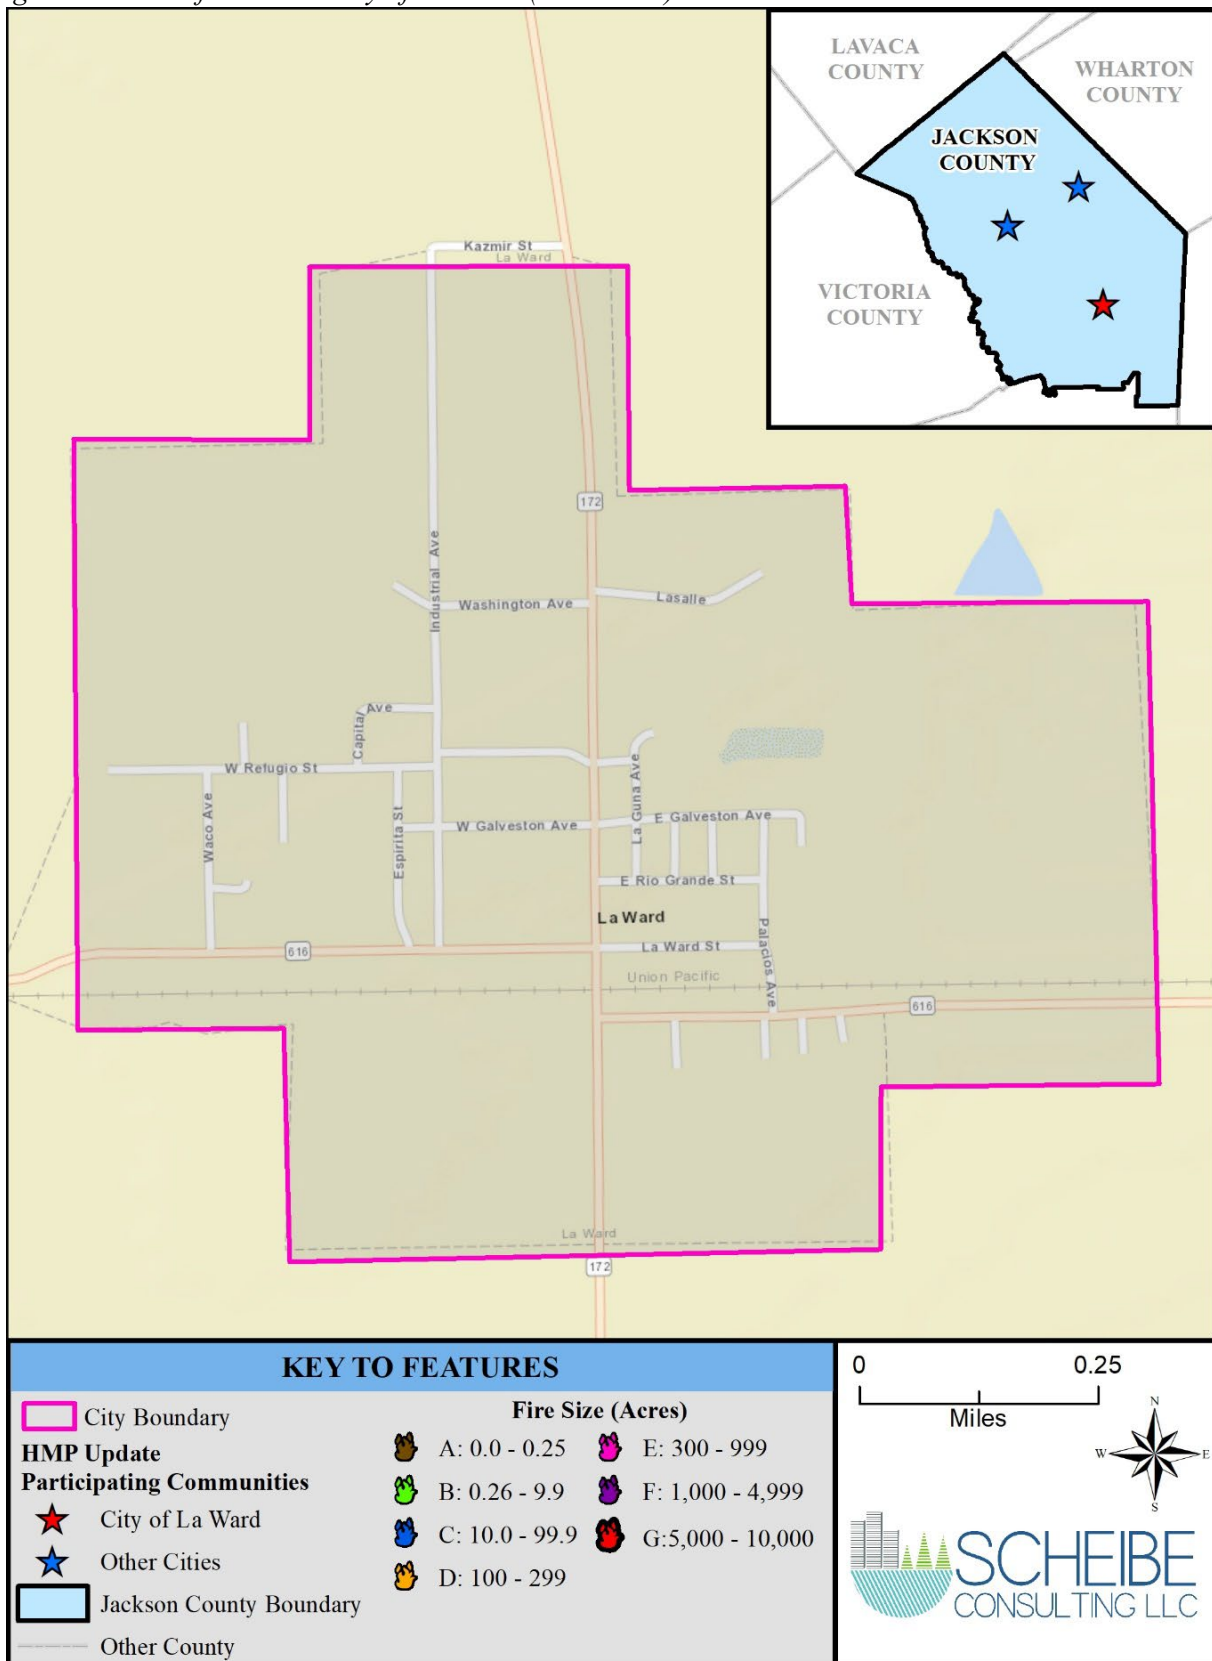 LAVACA
COUNTY
WHARTON
COUNTY
JACKSON
COUNTY
VICTORIA
COUNTY
Kazmir St
La Ward
172
Industrial Ave
Washington Ave
Lasalle
Capital Ave
W Refugio St
Waco Ave
Espirita St
W Galveston Ave
La Guna Ave
E Galveston Ave
E Rio Grande St
La Ward
La Ward St
Palacios Ave
616
Union Pacific
616
La Ward
172
KEY TO FEATURES
City Boundary
HMP Update
Participating Communities
City of La Ward
Other Cities
Jackson County Boundary
Other County
Fire Size (Acres)
A: 0.0 - 0.25
B: 0.26 - 9.9
C: 10.0 - 99.9
D: 100 - 299
E: 300 - 999
F: 1,000 - 4,999
G:5,000 - 10,000
0 0.25
Miles
N
W E
S
SCHEIBE
CONSULTING LLC